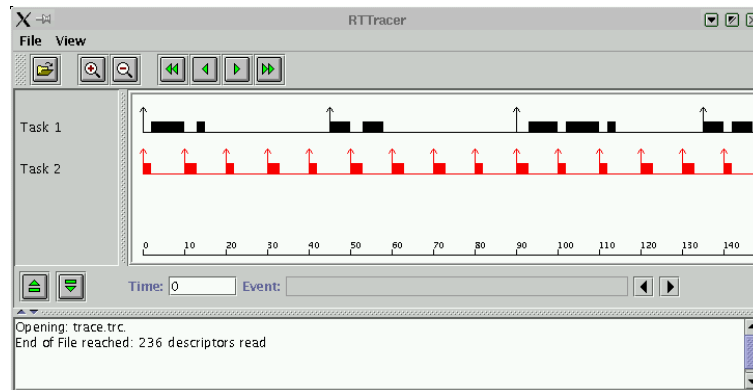 RTTracer
File View
Task 1
Task 2
0 10 20 30 40 50 60 70 80 90 100 110 120 130 140
Time: 0 Event:
Opening: trace.trc.
End of File reached: 236 descriptors read